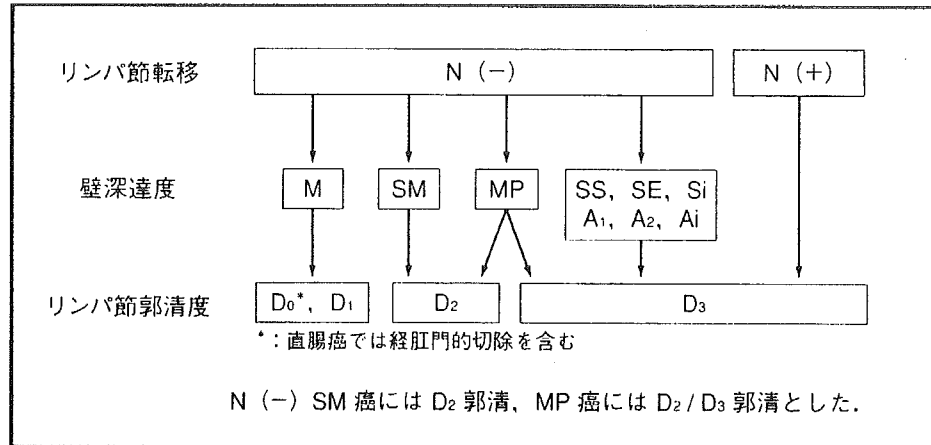 リンパ節転移 N (−) N (+)
壁深達度 M SM MP SS, SE, Si
A₁, A₂, Ai
リンパ節郭清度 D₀*, D₁ D₂ D₃
*:直腸癌では経肛門的切除を含む
N (−) SM 癌には D₂ 郭清, MP 癌には D₂/D₃ 郭清とした.